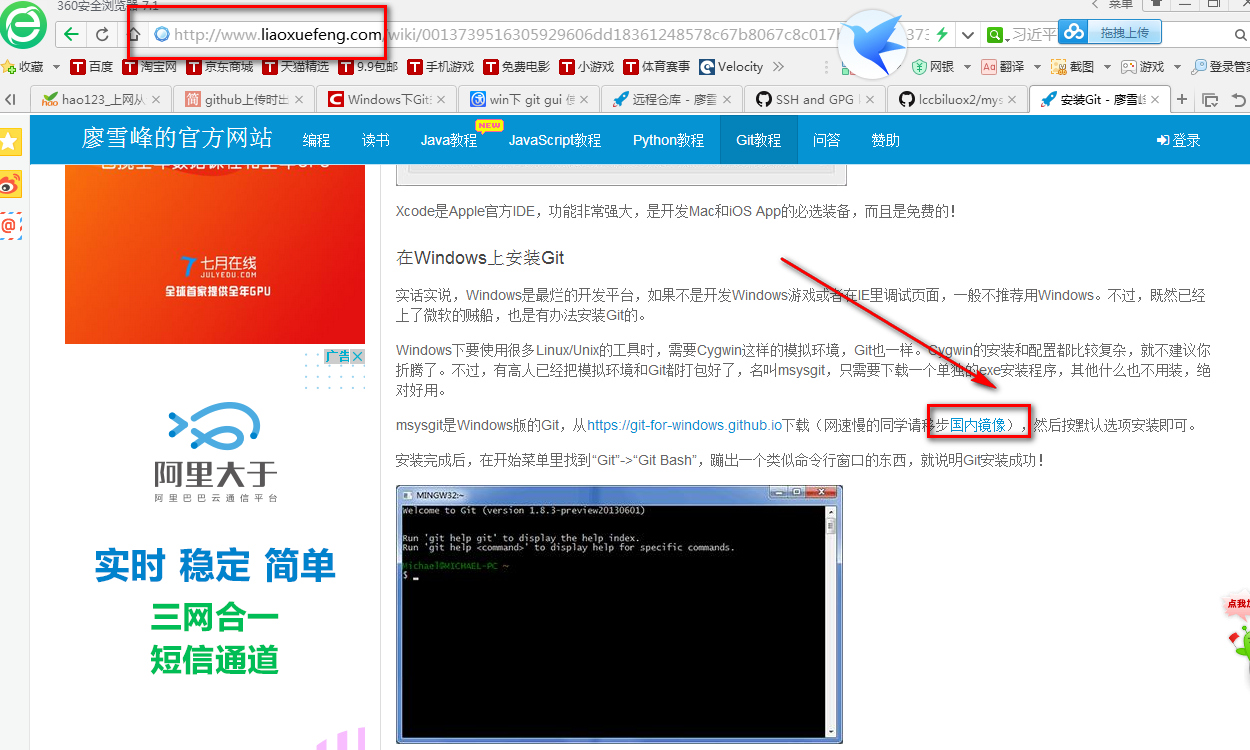 360安全浏览器 7.1
菜单
http://www.liaoxuefeng.com/wiki/0013739516305929606dd18361248578c67b8067c8c017
习近平
拖拽上传
收藏 百度 淘宝网 京东商城 天猫精选 9.9包邮 手机游戏 免费电影 小游戏 体育赛事 Velocity 网银 翻译 截图 游戏 登录管家
hao123_上网从 github上传时出 Windows下Git win下 git gui 远程仓库 - 廖雪 SSH and GPG lccbiluox2/mys 安装Git - 廖雪峰
廖雪峰的官方网站 编程 读书 Java教程 NEW JavaScript教程 Python教程 Git教程 问答 赞助 登录
七月在线
JULYEDU.COM
全球首家提供全年GPU
广告
阿里大于
阿里巴巴云通信平台
实时 稳定 简单
三网合一
短信通道
Xcode是Apple官方IDE，功能非常强大，是开发Mac和iOS App的必选装备，而且是免费的！
在Windows上安装Git
实话实说，Windows是最烂的开发平台，如果不是开发Windows游戏或者在IE里调试页面，一般不推荐用Windows。不过，既然已经
上了微软的贼船，也是有办法安装Git的。
Windows下要使用很多Linux/Unix的工具时，需要Cygwin这样的模拟环境，Git也一样。Cygwin的安装和配置都比较复杂，就不建议你
折腾了。不过，有高人已经把模拟环境和Git都打包好了，名叫msysgit，只需要下载一个单独的exe安装程序，其他什么也不用装，绝
对好用。
msysgit是Windows版的Git，从https://git-for-windows.github.io下载（网速慢的同学请移步国内镜像），然后按默认选项安装即可。
安装完成后，在开始菜单里找到“Git”->“Git Bash”，蹦出一个类似命令行窗口的东西，就说明Git安装成功！
MINGW32:~
Welcome to Git (version 1.8.3-preview20130601)
Run 'git help git' to display the help index.
Run 'git help <command>' to display help for specific commands.
Michael@MICHAEL-PC ~
$
点我加